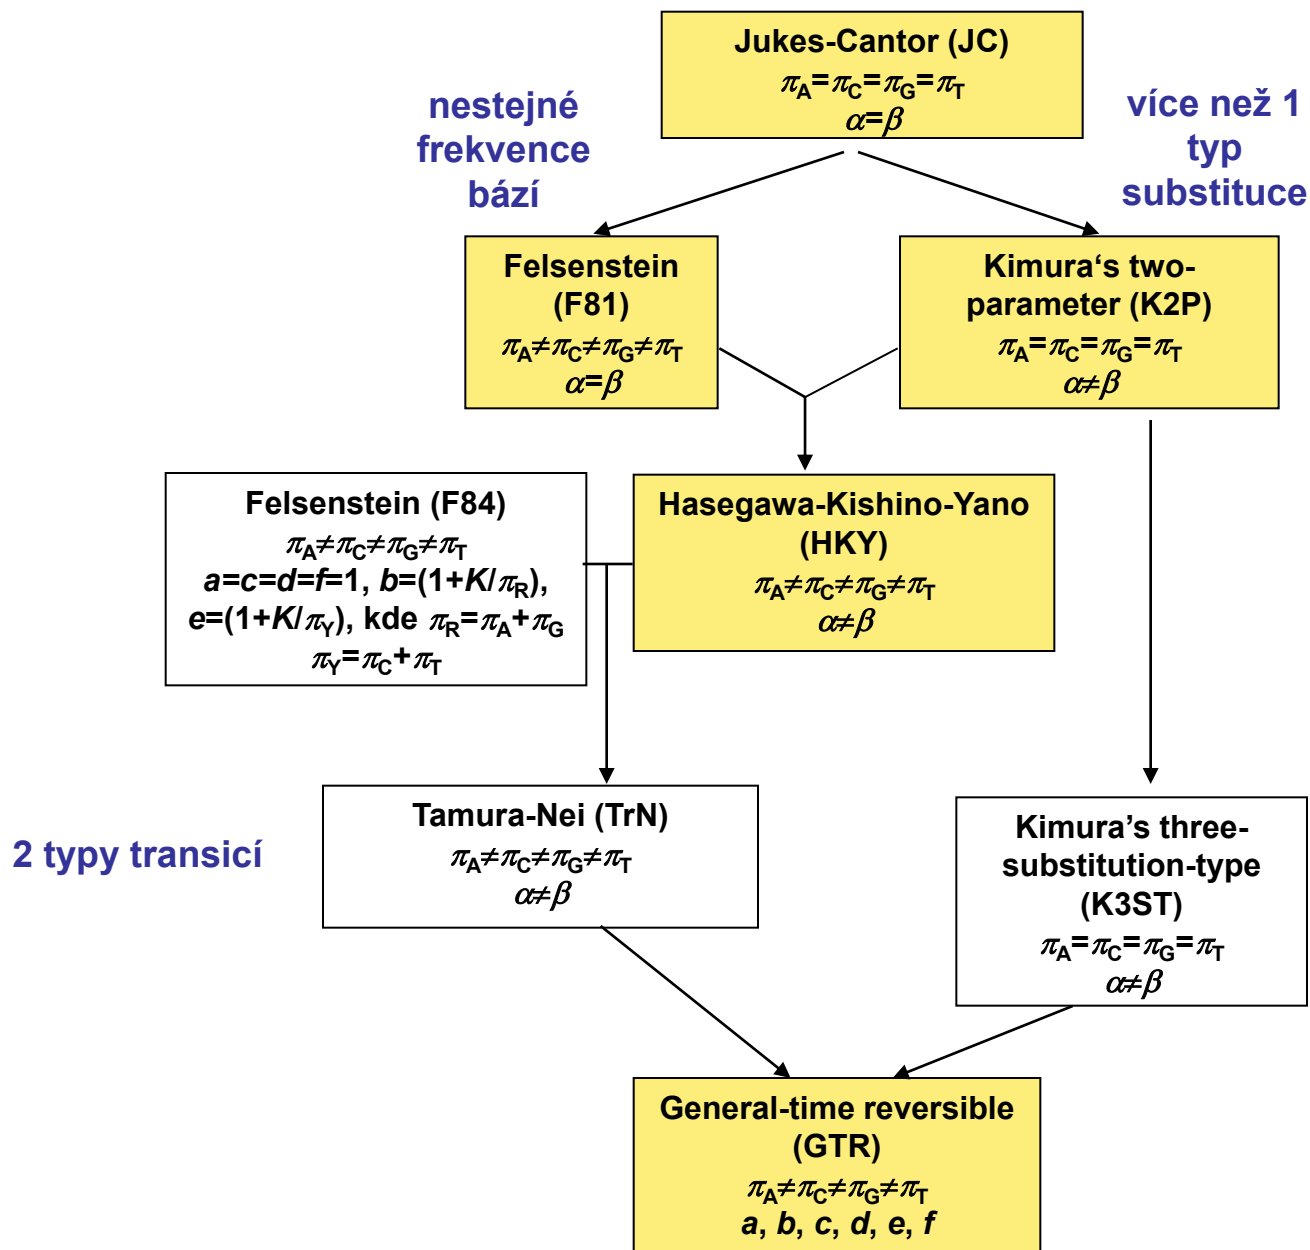 Jukes-Cantor (JC)
πA=πC=πG=πT
α=β
nestejné
frekvence
bází
více než 1
typ
substituce
Felsenstein
(F81)
πA≠πC≠πG≠πT
α=β
Kimura‘s two-
parameter (K2P)
πA=πC=πG=πT
α≠β
Felsenstein (F84)
πA≠πC≠πG≠πT
a=c=d=f=1, b=(1+K/πR),
e=(1+K/πY), kde πR=πA+πG
πY=πC+πT
Hasegawa-Kishino-Yano
(HKY)
πA≠πC≠πG≠πT
α≠β
2 typy transicí
Tamura-Nei (TrN)
πA≠πC≠πG≠πT
α≠β
Kimura’s three-
substitution-type
(K3ST)
πA=πC=πG=πT
α≠β
General-time reversible
(GTR)
πA≠πC≠πG≠πT
a, b, c, d, e, f